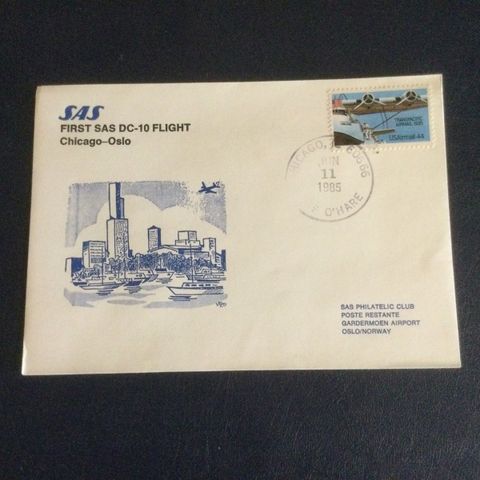 SAS
FIRST SAS DC-10 FLIGHT
Chicago–Oslo
TRANSPACIFIC
AIRMAIL 1935
USAirmail 44
CHICAGO, 60666
JUN
11
1985
O'HARE
SAS PHILATELIC CLUB
POSTE RESTANTE
GARDERMOEN AIRPORT
OSLO/NORWAY